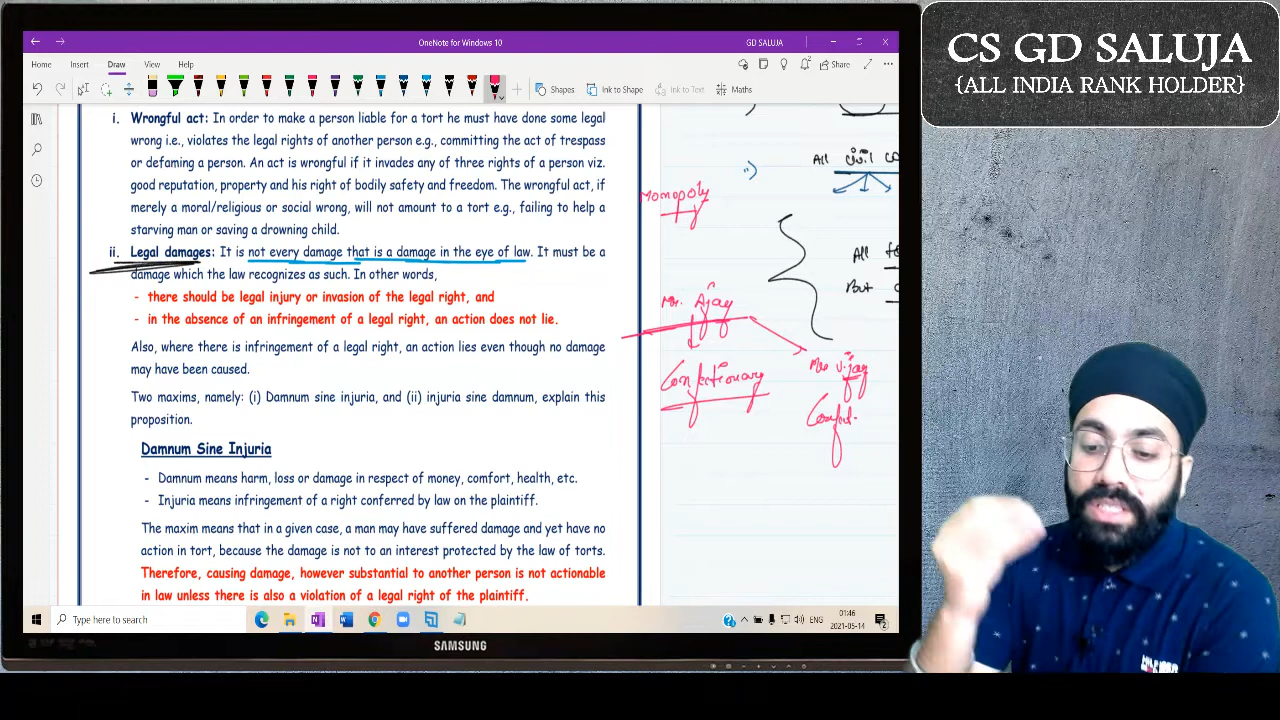 CS GD SALUJA
{ALL INDIA RANK HOLDER}
OneNote for Windows 10
GD SALUJA
Home Insert Draw View Help
Share
Shapes Ink to Shape Ink to Text Maths
i. Wrongful act: In order to make a person liable for a tort he must have done some legal
wrong i.e., violates the legal rights of another person e.g., committing the act of trespass
or defaming a person. An act is wrongful if it invades any of three rights of a person viz.
good reputation, property and his right of bodily safety and freedom. The wrongful act, if
merely a moral/religious or social wrong, will not amount to a tort e.g., failing to help a
starving man or saving a drowning child.
ii. Legal damages: It is not every damage that is a damage in the eye of law. It must be a
damage which the law recognizes as such. In other words,
- there should be legal injury or invasion of the legal right, and
- in the absence of an infringement of a legal right, an action does not lie.
Also, where there is infringement of a legal right, an action lies even though no damage
may have been caused.
Two maxims, namely: (i) Damnum sine injuria, and (ii) injuria sine damnum, explain this
proposition.
Damnum Sine Injuria
- Damnum means harm, loss or damage in respect of money, comfort, health, etc.
- Injuria means infringement of a right conferred by law on the plaintiff.
The maxim means that in a given case, a man may have suffered damage and yet have no
action in tort, because the damage is not to an interest protected by the law of torts.
Therefore, causing damage, however substantial to another person is not actionable
in law unless there is also a violation of a legal right of the plaintiff.
All civil
Monopoly
All
But
Mr. Ajay
Confectionary
Mr. Vijay
Type here to search
ENG
01:46
2021-05-14
2
SAMSUNG